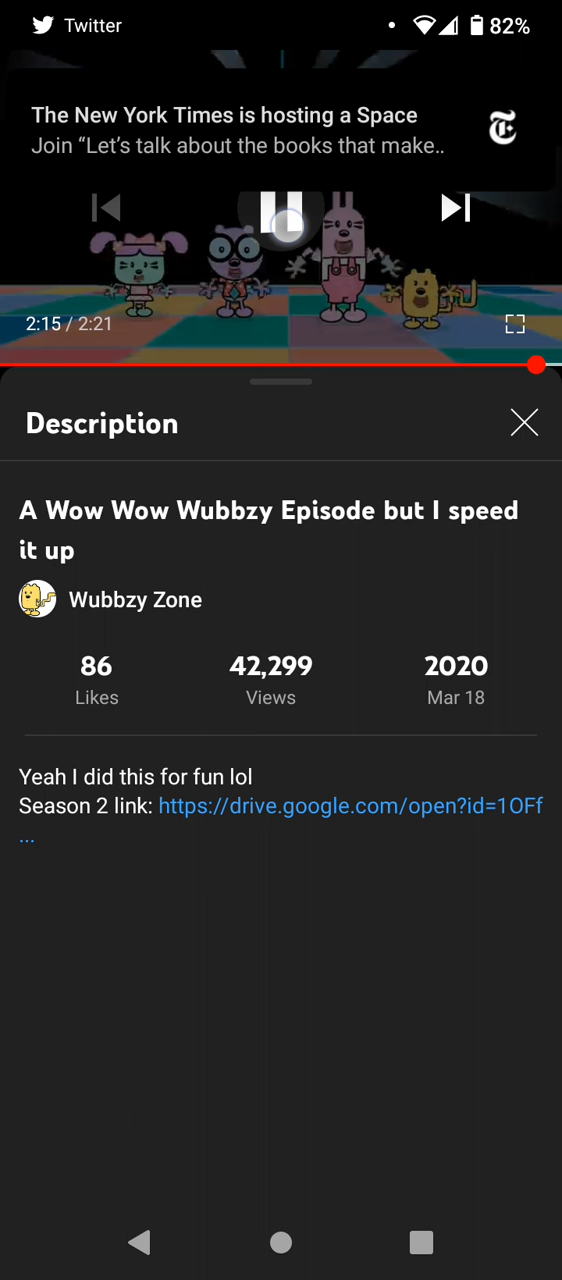 Twitter
82%
The New York Times is hosting a Space
Join “Let’s talk about the books that make..
2:15 / 2:21
Description
A Wow Wow Wubbzy Episode but I speed
it up
Wubbzy Zone
86
Likes
42,299
Views
2020
Mar 18
Yeah I did this for fun lol
Season 2 link: https://drive.google.com/open?id=1OFf
...